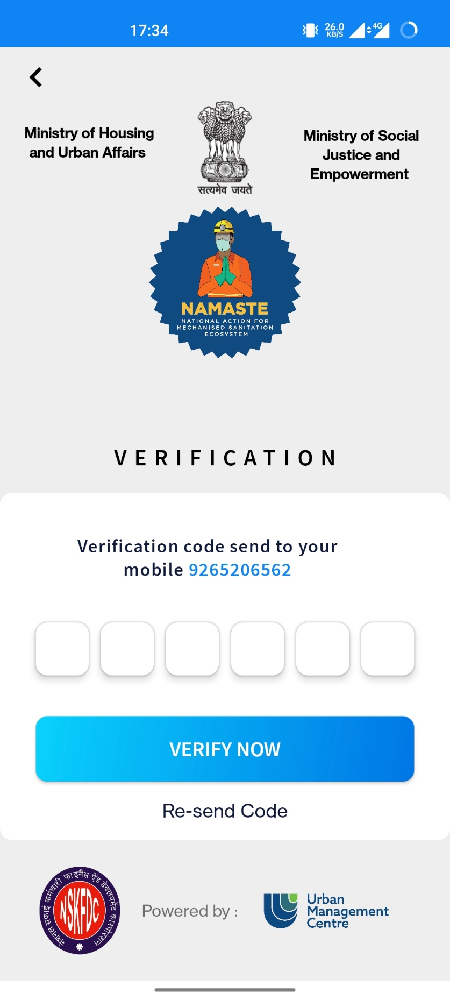 17:34
26.0
KB/S
4G
Ministry of Housing
and Urban Affairs
Ministry of Social
Justice and
Empowerment
सत्यमेव जयते
NAMASTE
NATIONAL ACTION FOR
MECHANISED SANITATION
ECOSYSTEM
VERIFICATION
Verification code send to your
mobile 9265206562
VERIFY NOW
Re-send Code
नेशनल सफाई कर्मचारी फाइनैंस ऐंड डेवलपमेंट कारपोरेशन
NSKFDC
Powered by :
Urban
Management
Centre